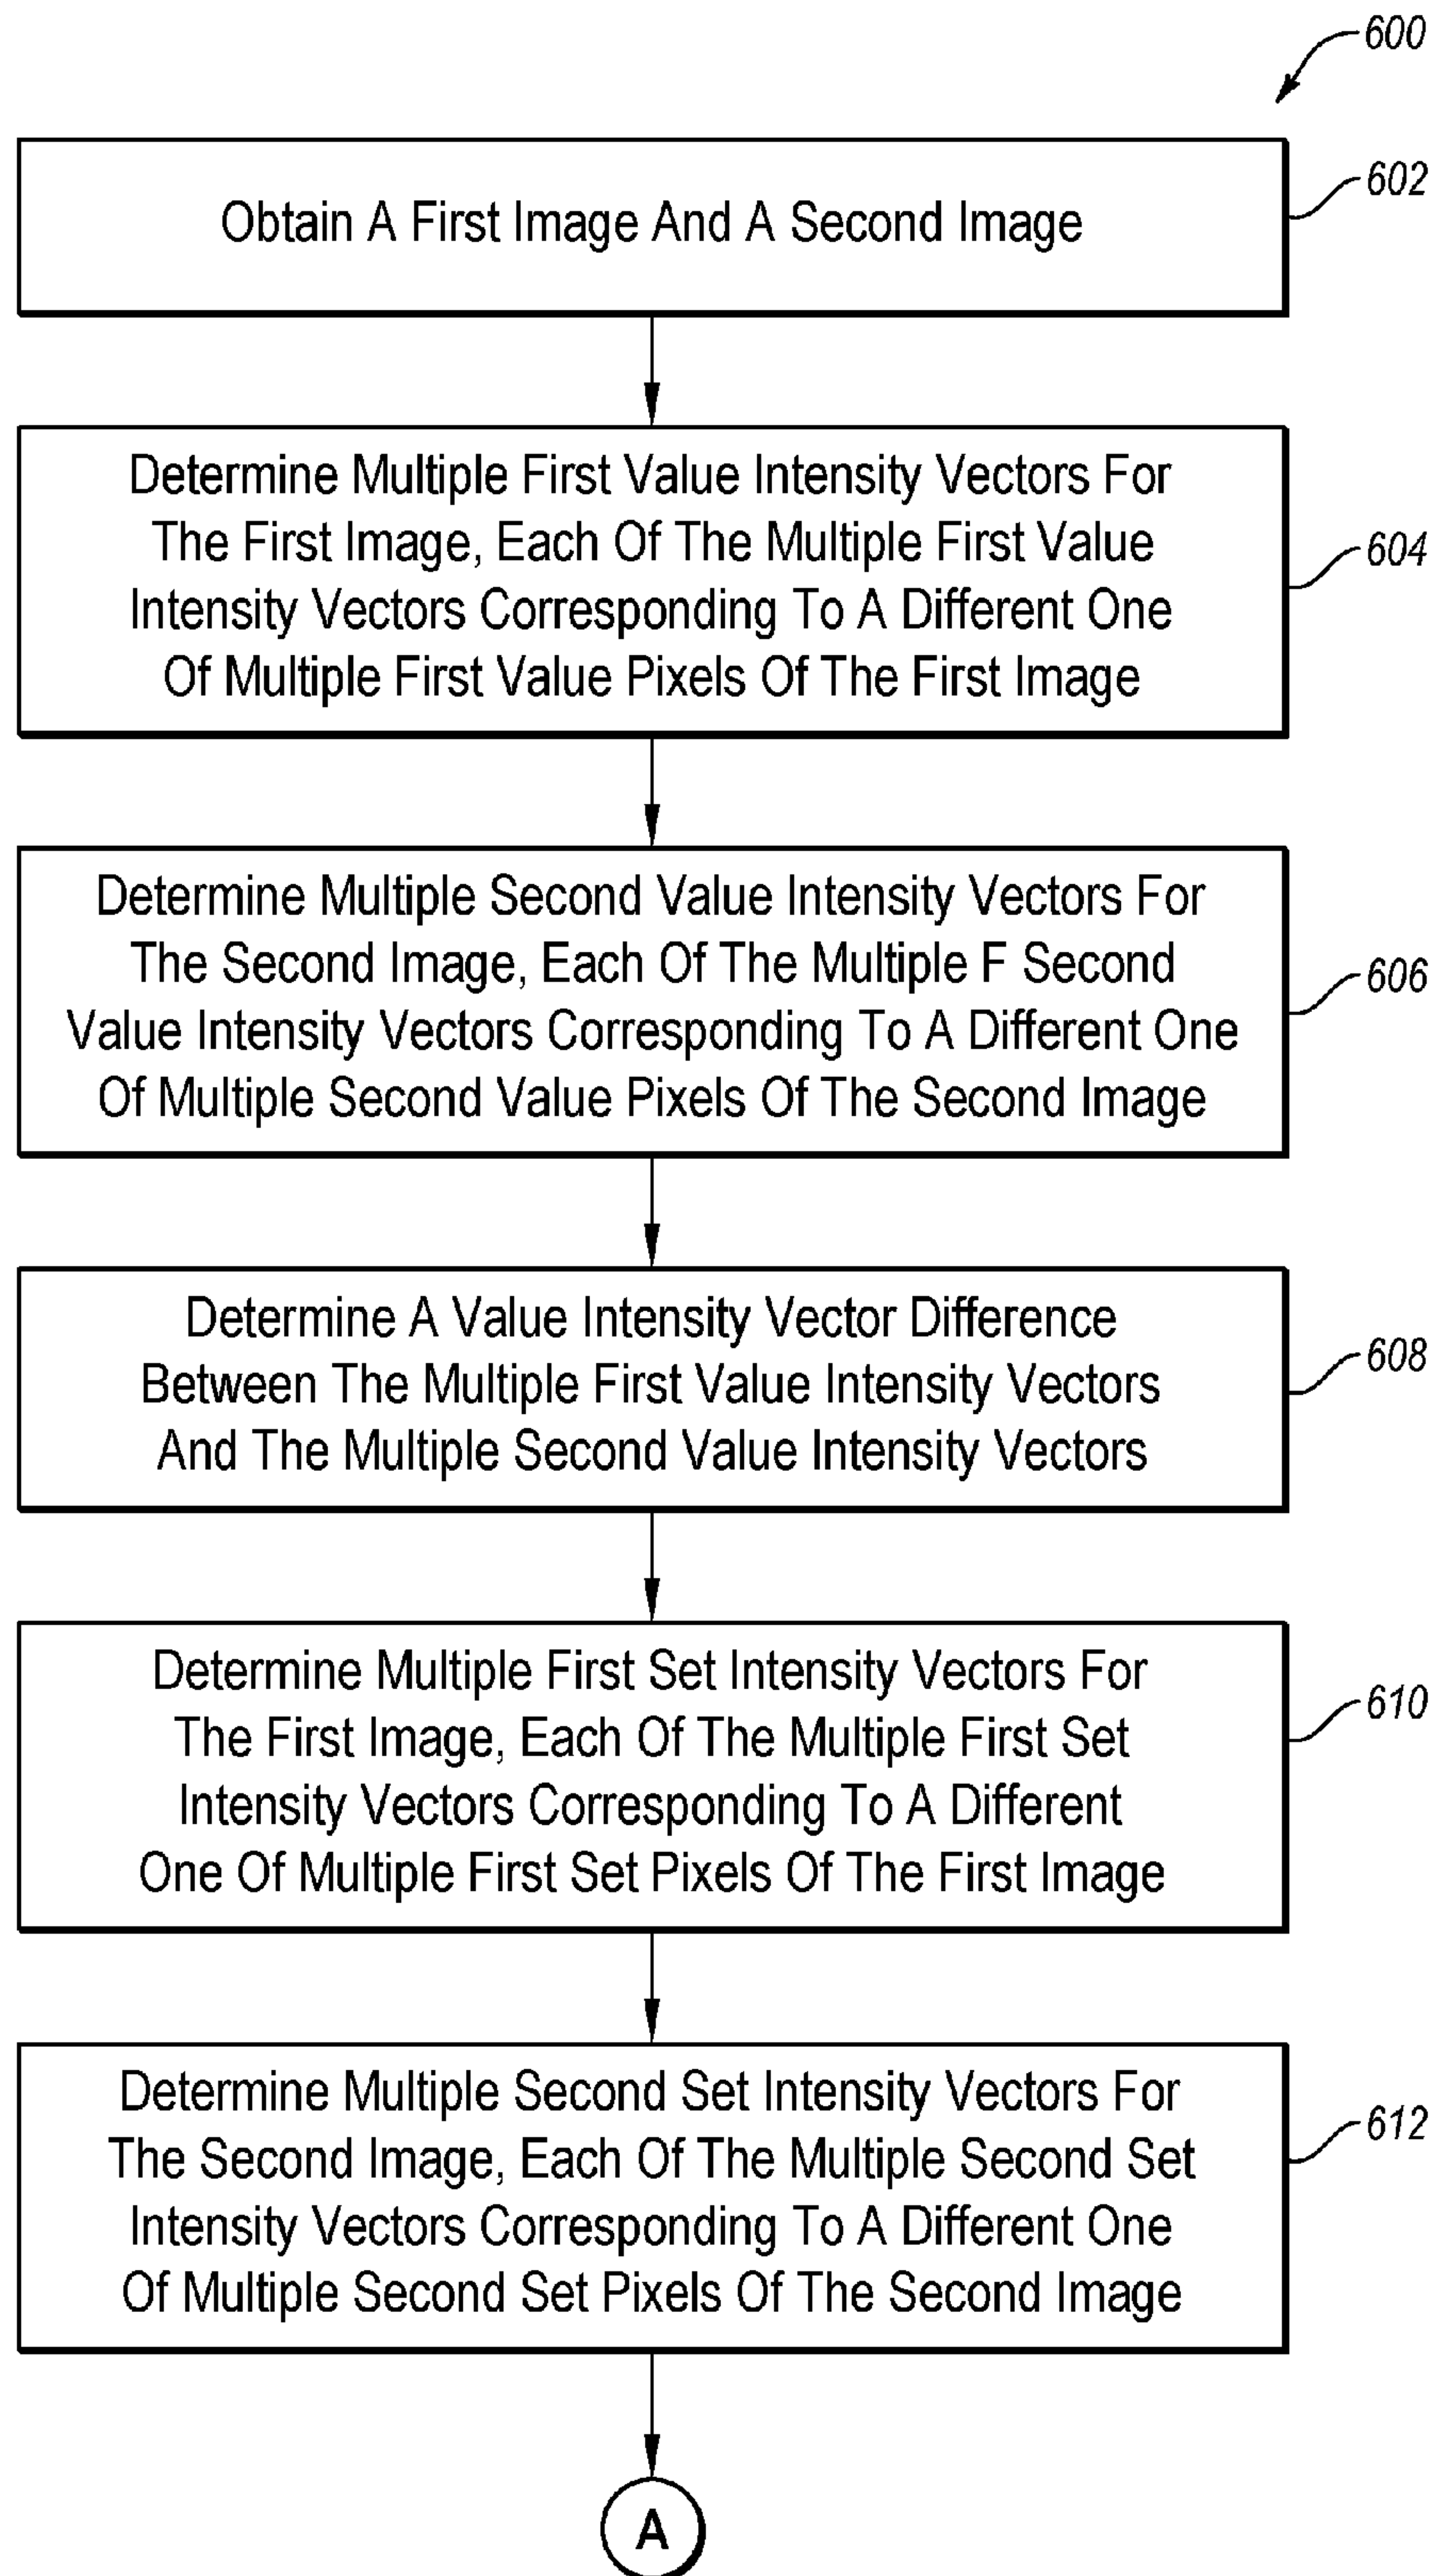 600
Obtain A First Image And A Second Image
602
Determine Multiple First Value Intensity Vectors For
The First Image, Each Of The Multiple First Value
Intensity Vectors Corresponding To A Different One
Of Multiple First Value Pixels Of The First Image
604
Determine Multiple Second Value Intensity Vectors For
The Second Image, Each Of The Multiple F Second
Value Intensity Vectors Corresponding To A Different One
Of Multiple Second Value Pixels Of The Second Image
606
Determine A Value Intensity Vector Difference
Between The Multiple First Value Intensity Vectors
And The Multiple Second Value Intensity Vectors
608
Determine Multiple First Set Intensity Vectors For
The First Image, Each Of The Multiple First Set
Intensity Vectors Corresponding To A Different
One Of Multiple First Set Pixels Of The First Image
610
Determine Multiple Second Set Intensity Vectors For
The Second Image, Each Of The Multiple Second Set
Intensity Vectors Corresponding To A Different One
Of Multiple Second Set Pixels Of The Second Image
612
A